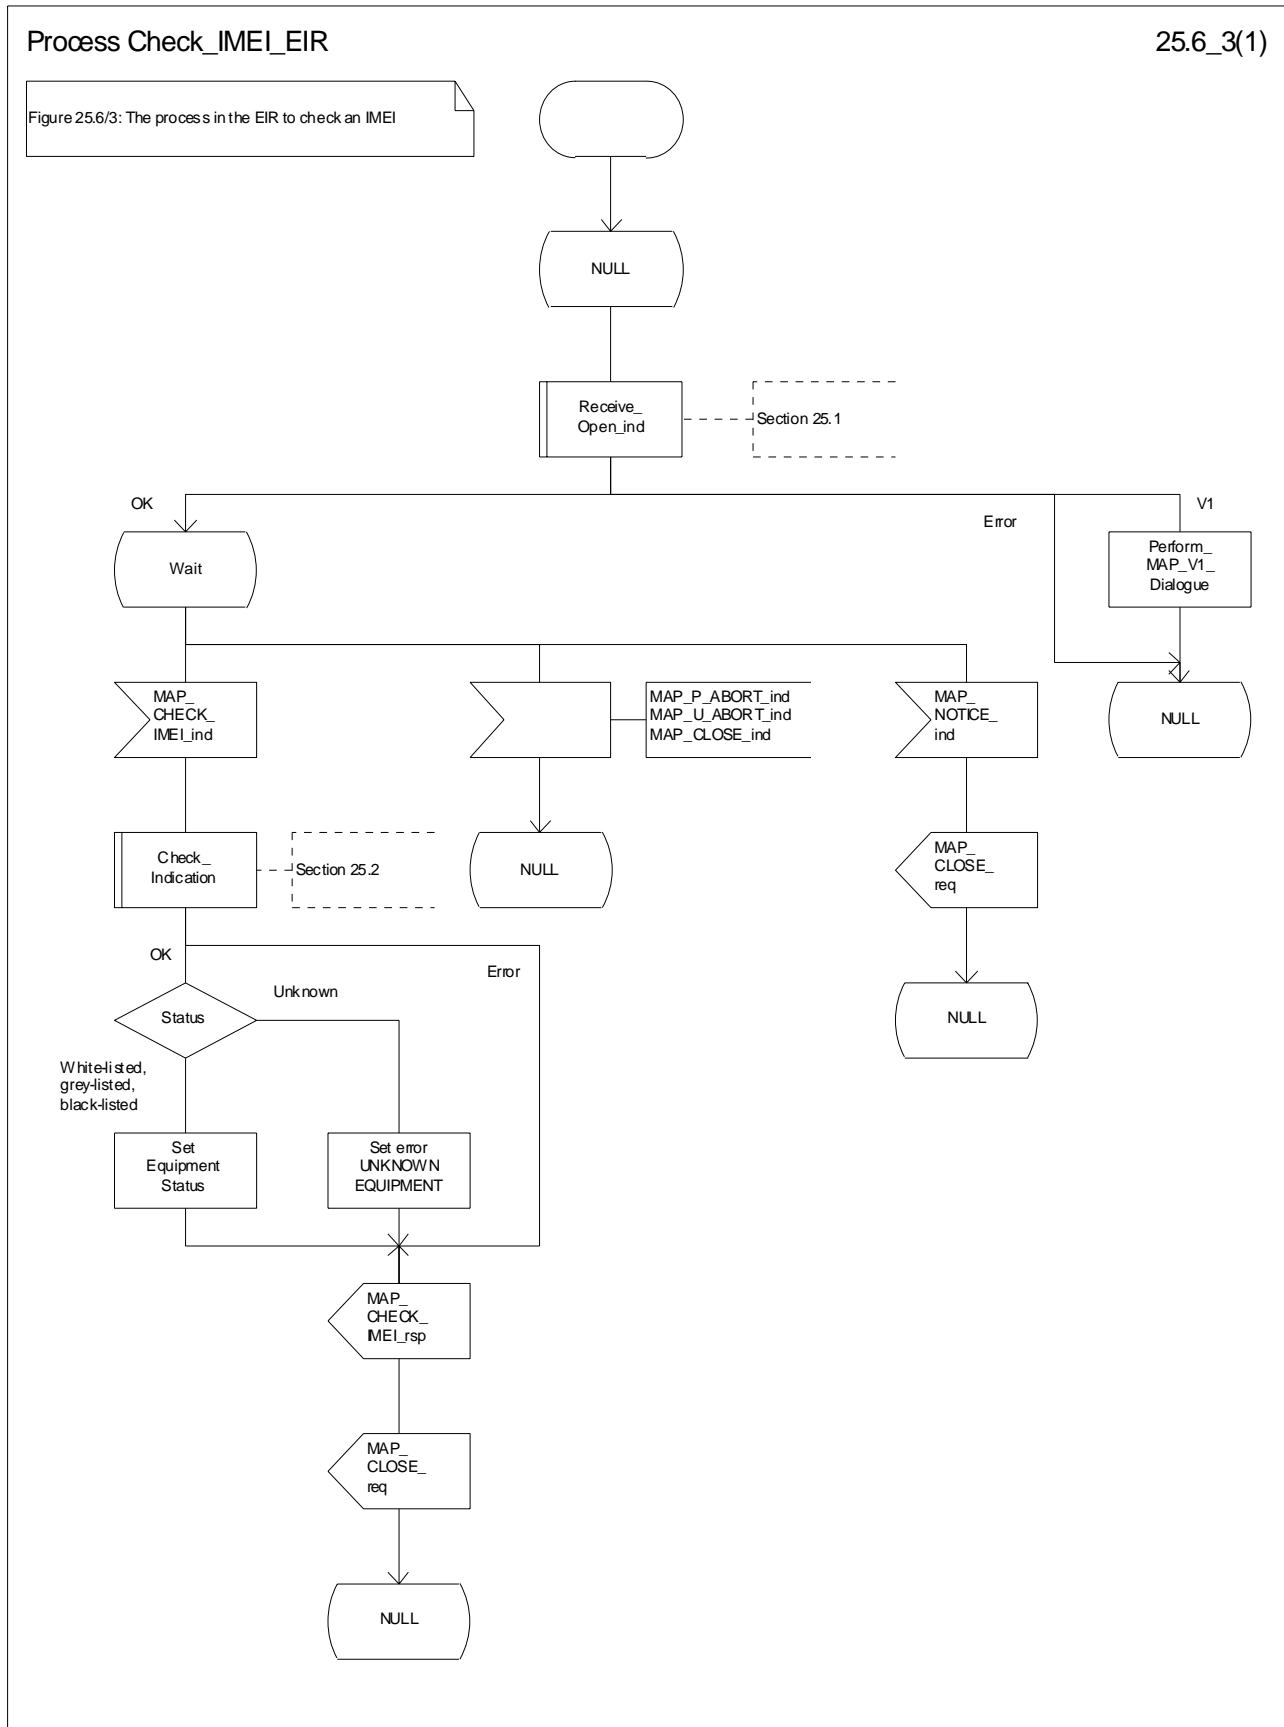 Process Check_IMEI_EIR
25.6_3(1)
Figure 25.6/3: The process in the EIR to check an IMEI
NULL
Receive_
Open_ind
Section 25.1
OK
Error
V1
Wait
Perform_
MAP_V1_
Dialogue
MAP_
CHECK_
IMEI_ind
MAP_P_ABORT_ind
MAP_U_ABORT_ind
MAP_CLOSE_ind
MAP_
NOTICE_
ind
NULL
Check_
Indication
Section 25.2
NULL
MAP_
CLOSE_
req
OK
Error
Unknown
Status
NULL
White-listed,
grey-listed,
black-listed
Set
Equipment
Status
Set error
UNKNOWN
EQUIPMENT
MAP_
CHECK_
IMEI_rsp
MAP_
CLOSE_
req
NULL